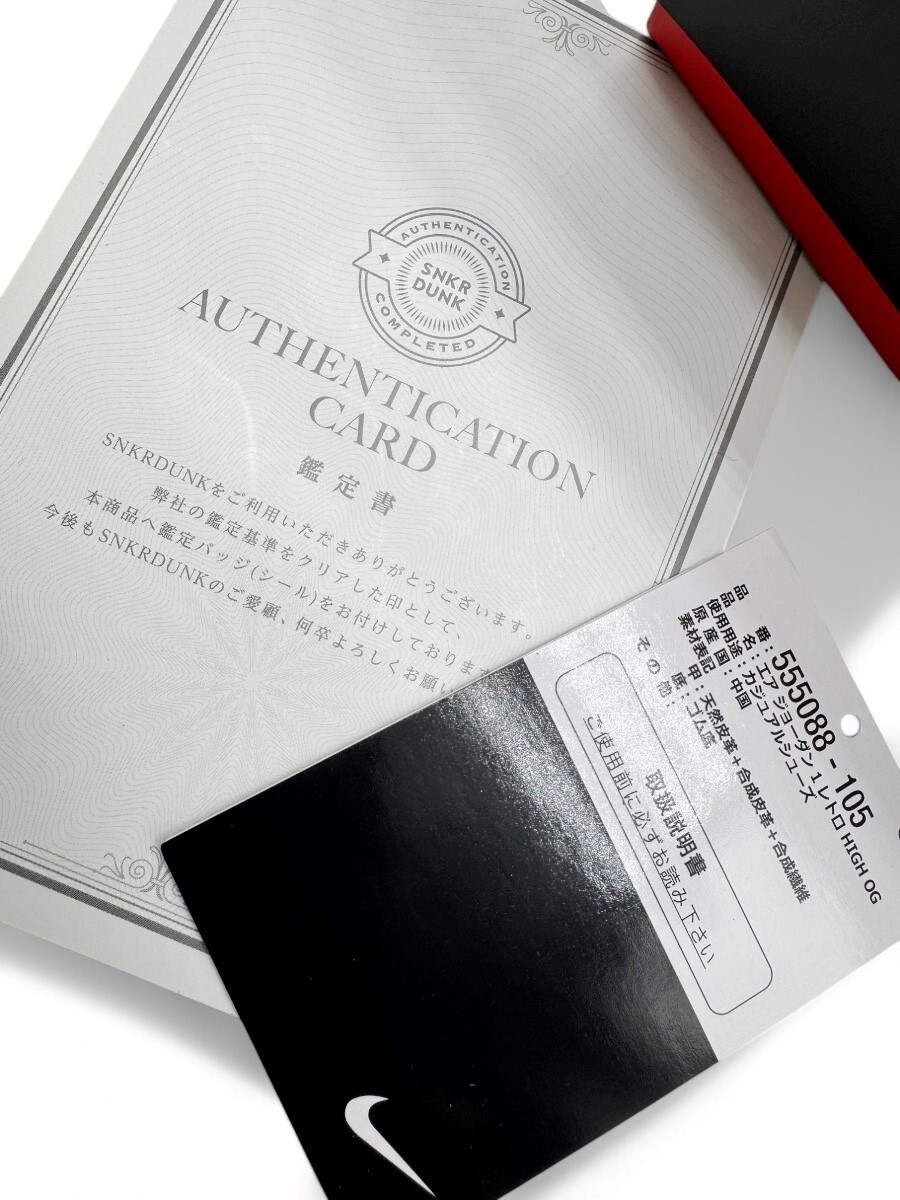 AUTHENTICATION
SNKR
DUNK
COMPLETED
AUTHENTICATION
CARD
鑑定書
SNKRDUNKをご利用いただきありがとうございます。
弊社の鑑定基準をクリアした印として、
本商品へ鑑定バッジ(シール)をお付けしております
今後もSNKRDUNKのご愛顧、何卒よろしくお願い
品番：555088-105
品名：エア ジョーダン 1 レトロ HIGH OG
使用用途：カジュアルシューズ
原産国：中国
素材表記 甲：天然皮革＋合成皮革＋合成繊維
底：ゴム底
その他：
取扱説明書
ご使用前に必ずお読み下さい